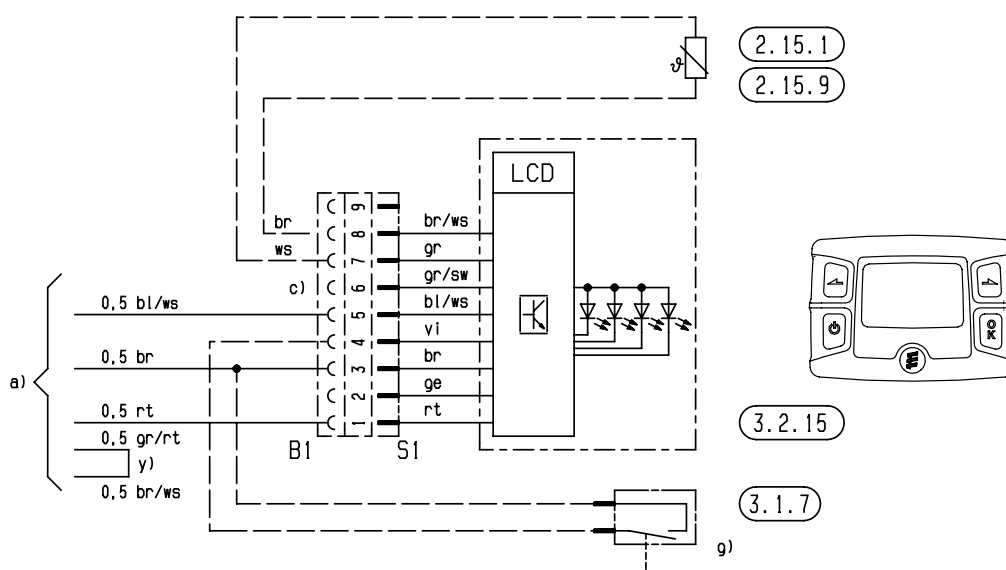 2.15.1
ϑ
2.15.9
LCD
9
br
8
br/ws
ws
7
gr
c)
6
gr/sw
0,5 bl/ws
5
bl/ws
4
vi
0,5 br
3
br
a)
2
ge
0,5 rt
1
rt
3.2.15
0,5 gr/rt
B1
S1
y)
0,5 br/ws
3.1.7
g)
OK